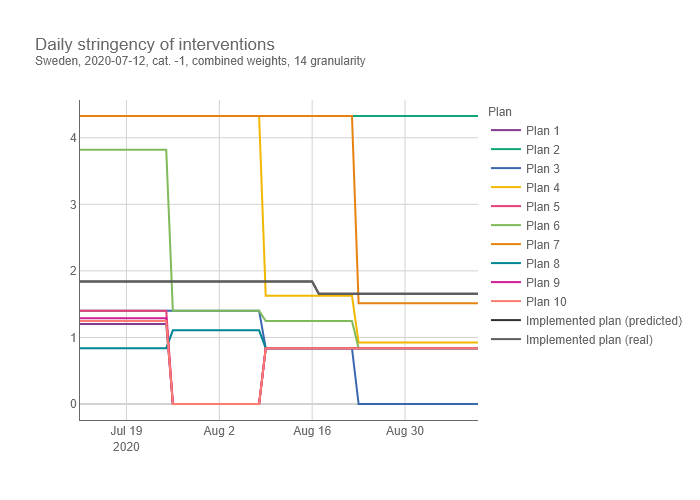 Daily stringency of interventions
Sweden, 2020-07-12, cat. -1, combined weights, 14 granularity
Plan
Plan 1
Plan 2
Plan 3
Plan 4
Plan 5
Plan 6
Plan 7
Plan 8
Plan 9
Plan 10
Implemented plan (predicted)
Implemented plan (real)
4
3
2
1
0
Jul 19 Aug 2 Aug 16 Aug 30
2020